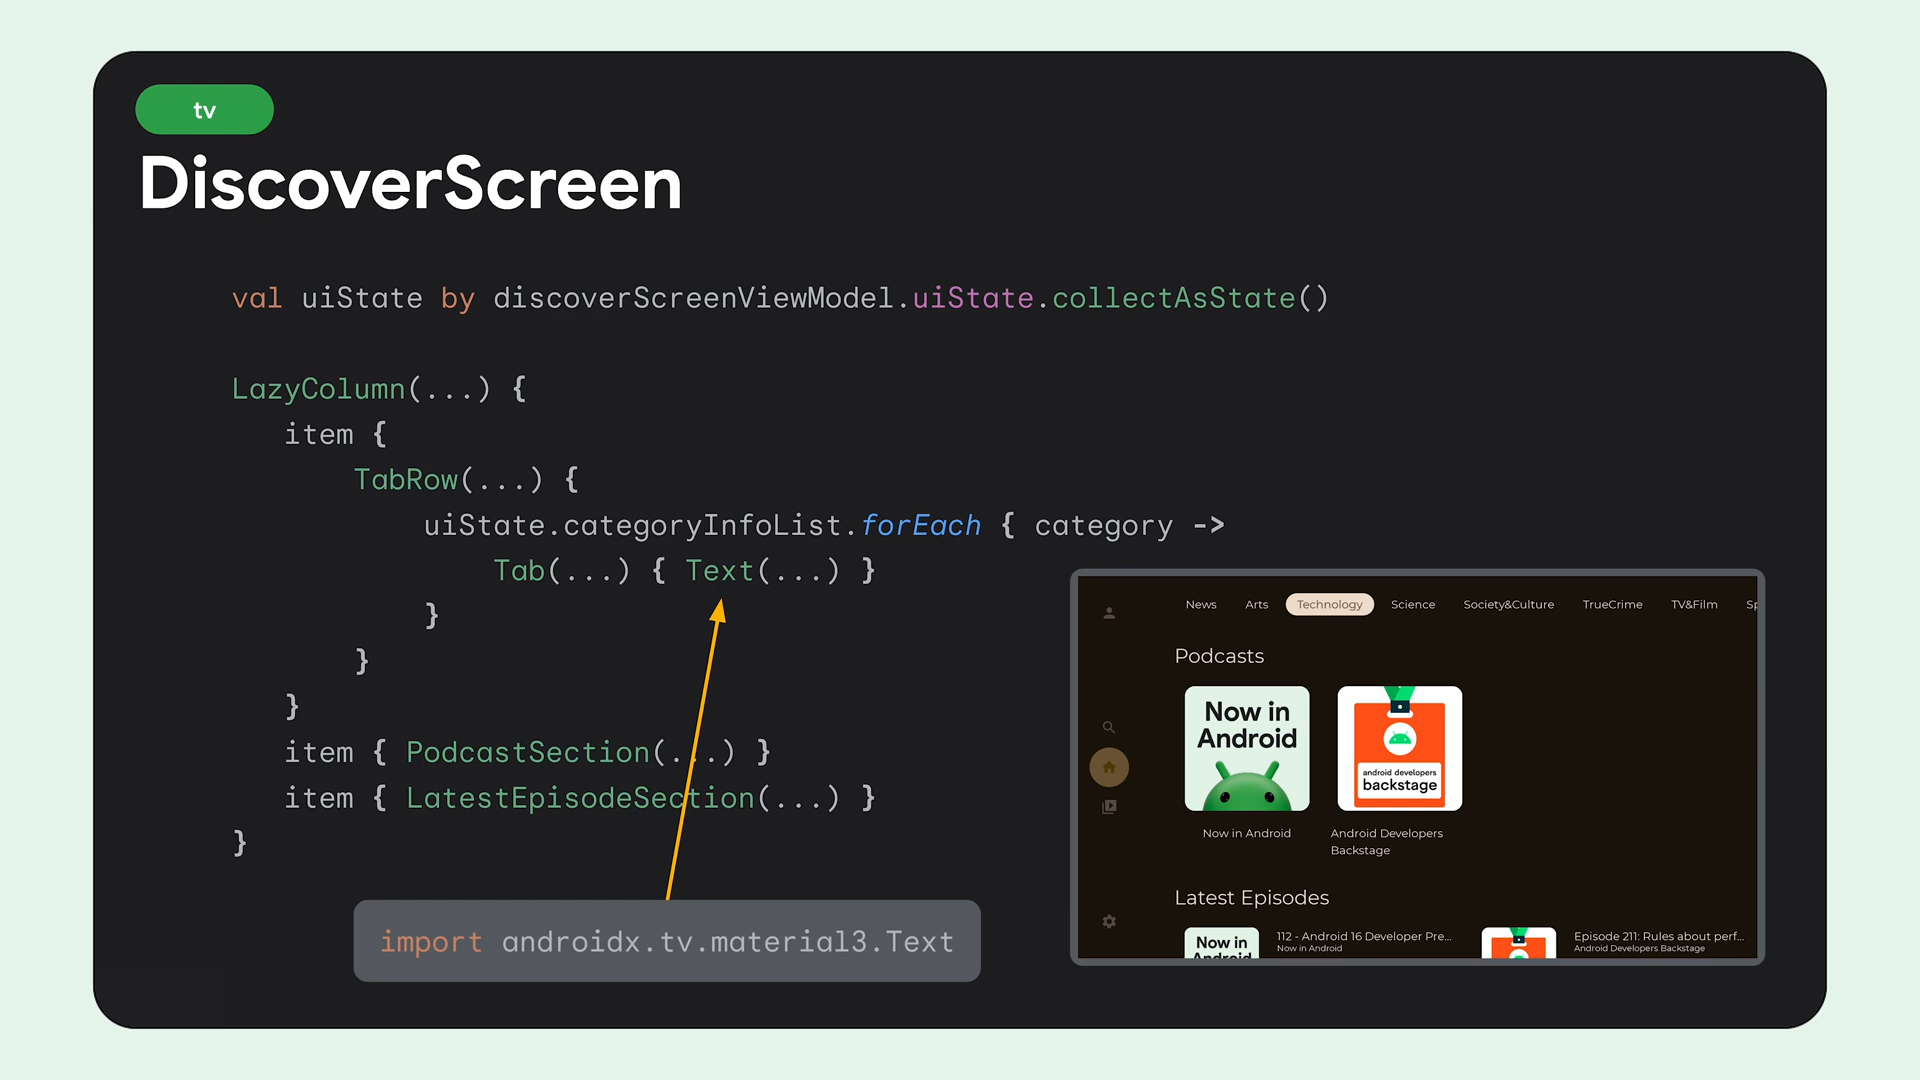 tv
DiscoverScreen
val uiState by discoverScreenViewModel.uiState.collectAsState()
LazyColumn(...) {
item {
TabRow(...) {
uiState.categoryInfoList.forEach { category ->
Tab(...) { Text(...) }
}
}
}
item { PodcastSection(...) }
item { LatestEpisodeSection(...) }
}
import androidx.tv.material3.Text
News Arts Technology Science Society&Culture TrueCrime TV&Film Sp
Podcasts
Now in
Android
android developers
backstage
Now in Android
Android Developers
Backstage
Latest Episodes
Now in
Android
112 - Android 16 Developer Pre...
Now in Android
Episode 211: Rules about perf...
Android Developers Backstage